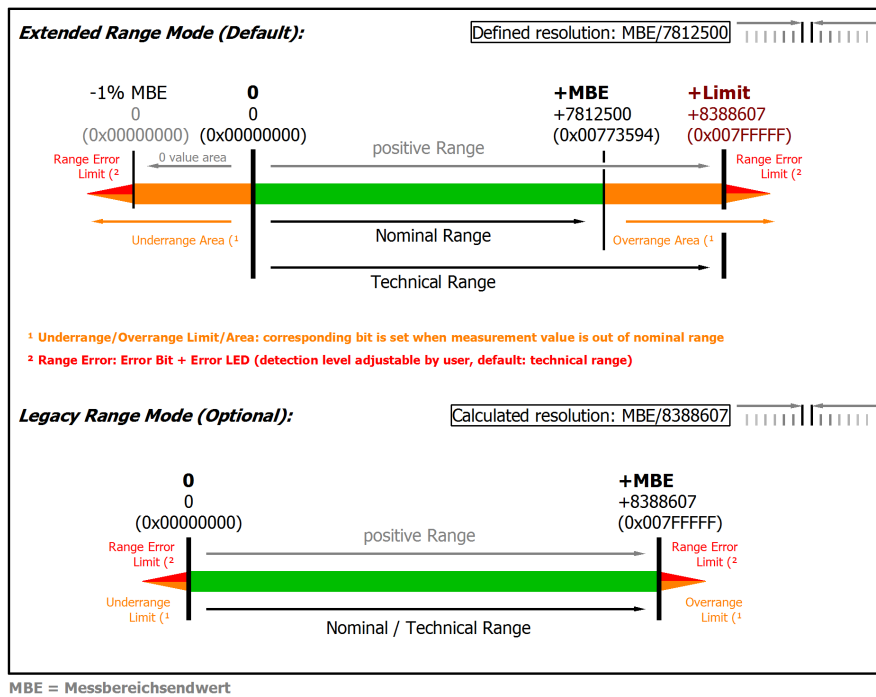 Extended Range Mode (Default):
Defined resolution: MBE/7812500
-1% MBE
0
(0x00000000)
0
0
(0x00000000)
+MBE
+7812500
(0x00773594)
+Limit
+8388607
(0x007FFFFF)
Range Error
Limit (²
0 value area
positive Range
Range Error
Limit (²
Underrange Area (¹
Nominal Range
Overrange Area (¹
Technical Range
¹ Underrange/Overrange Limit/Area: corresponding bit is set when measurement value is out of nominal range
² Range Error: Error Bit + Error LED (detection level adjustable by user, default: technical range)
Legacy Range Mode (Optional):
Calculated resolution: MBE/8388607
0
0
(0x00000000)
+MBE
+8388607
(0x007FFFFF)
Range Error
Limit (²
positive Range
Range Error
Limit (²
Underrange
Limit (¹
Nominal / Technical Range
Overrange
Limit (¹
MBE = Messbereichsendwert